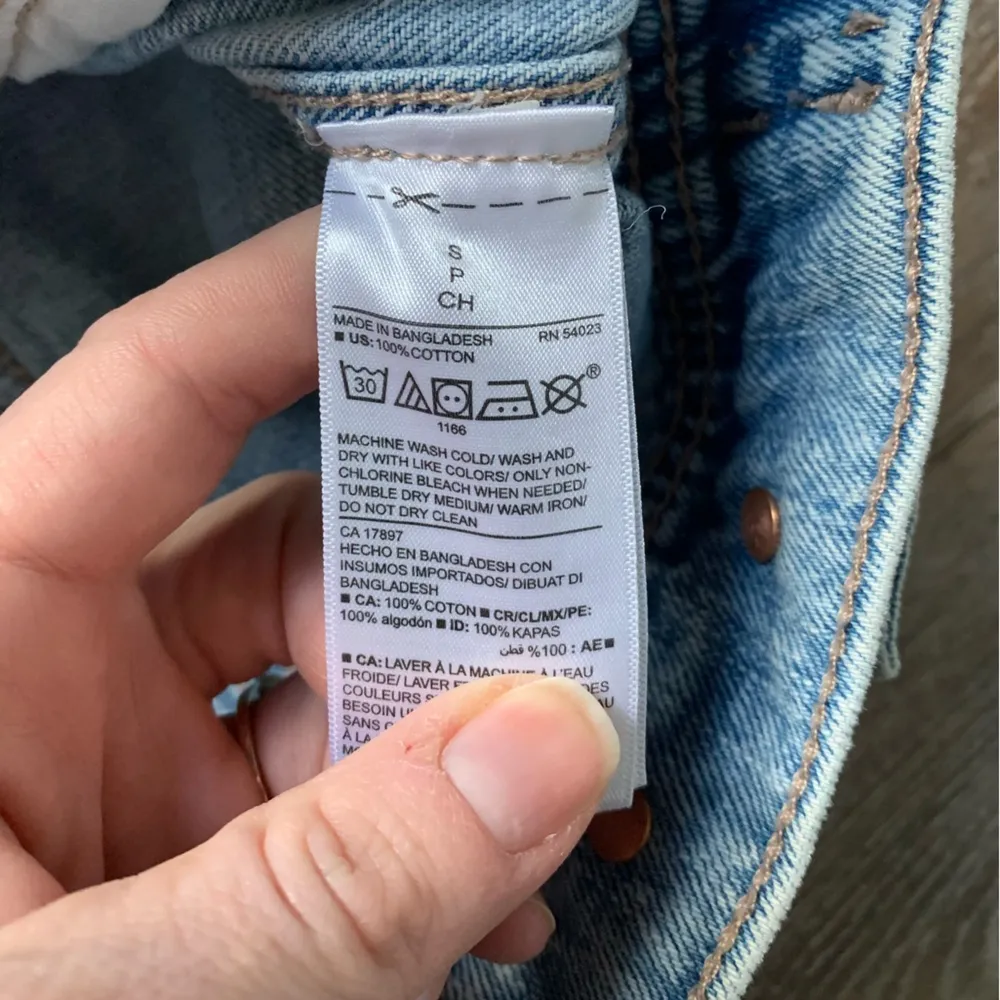 S
P
CH
MADE IN BANGLADESH RN 54023
■ US: 100% COTTON
30 ®
1166
MACHINE WASH COLD/ WASH AND
DRY WITH LIKE COLORS/ ONLY NON-
CHLORINE BLEACH WHEN NEEDED/
TUMBLE DRY MEDIUM/ WARM IRON/
DO NOT DRY CLEAN
CA 17897
HECHO EN BANGLADESH CON
INSUMOS IMPORTADOS/ DIBUAT DI
BANGLADESH
■ CA: 100% COTON ■ CR/CL/MX/PE:
100% algodón ■ ID: 100% KAPAS
■AE : 100% قطن
■ CA: LAVER À LA MACHINE À L'EAU
FROIDE/ LAVER DES
COULEURS
BESOIN
SANS
À LA